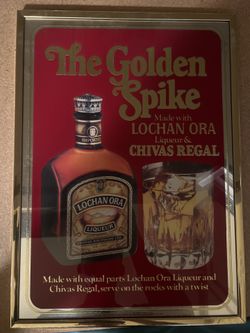 The Golden
Spike
Made with
LOCHAN ORA
Liqueur &
CHIVAS REGAL
IMPORTED
LOCHAN ORA
LIQUEUR
Made with equal parts Lochan Ora Liqueur and
Chivas Regal, serve on the rocks with a twist